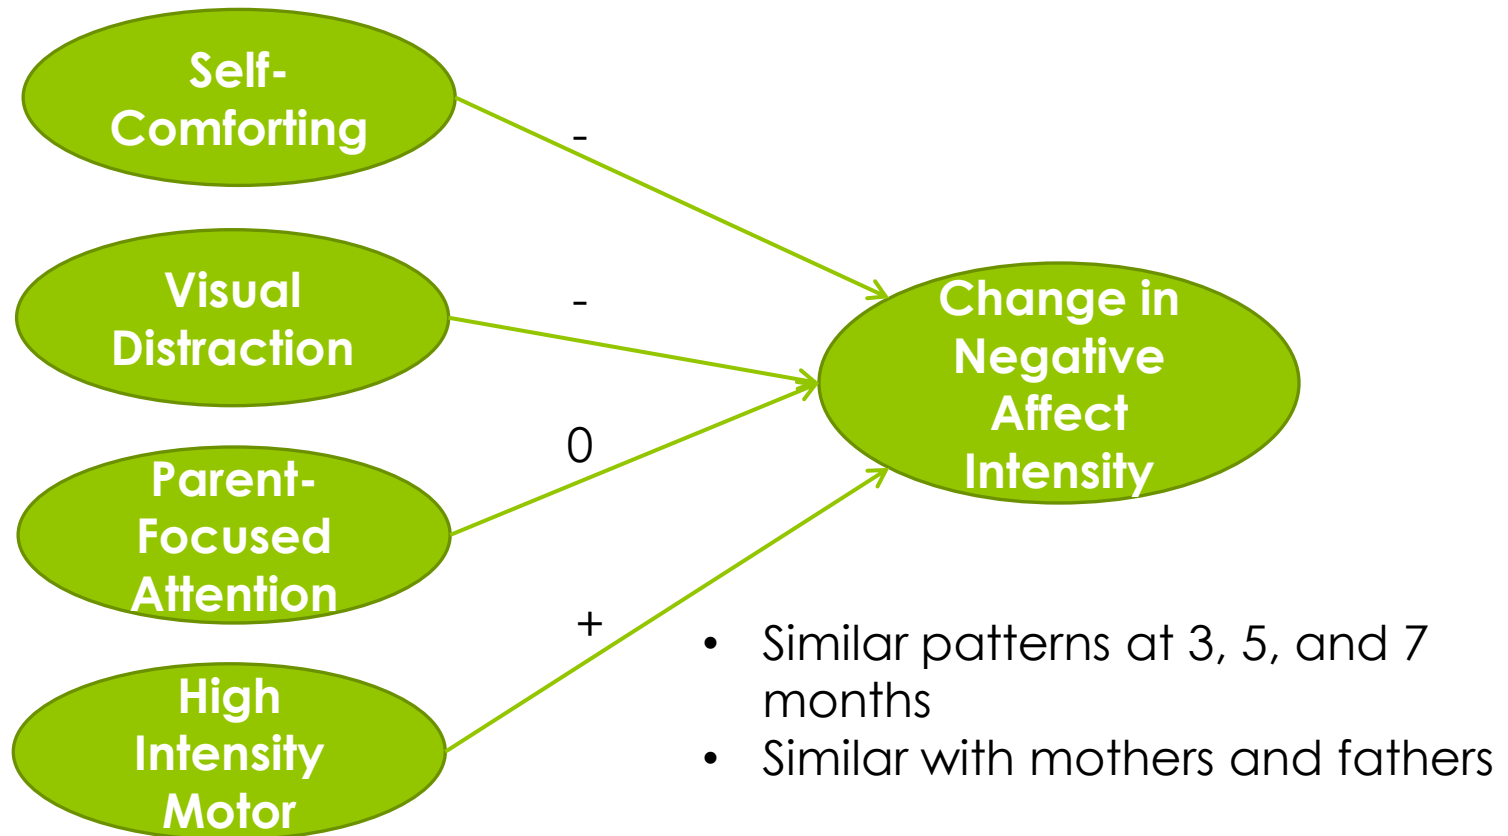 Self-
Comforting
-
Visual
Distraction
-
Parent-
Focused
Attention
0
High
Intensity
Motor
+
Change in
Negative
Affect
Intensity
• Similar patterns at 3, 5, and 7
months
• Similar with mothers and fathers